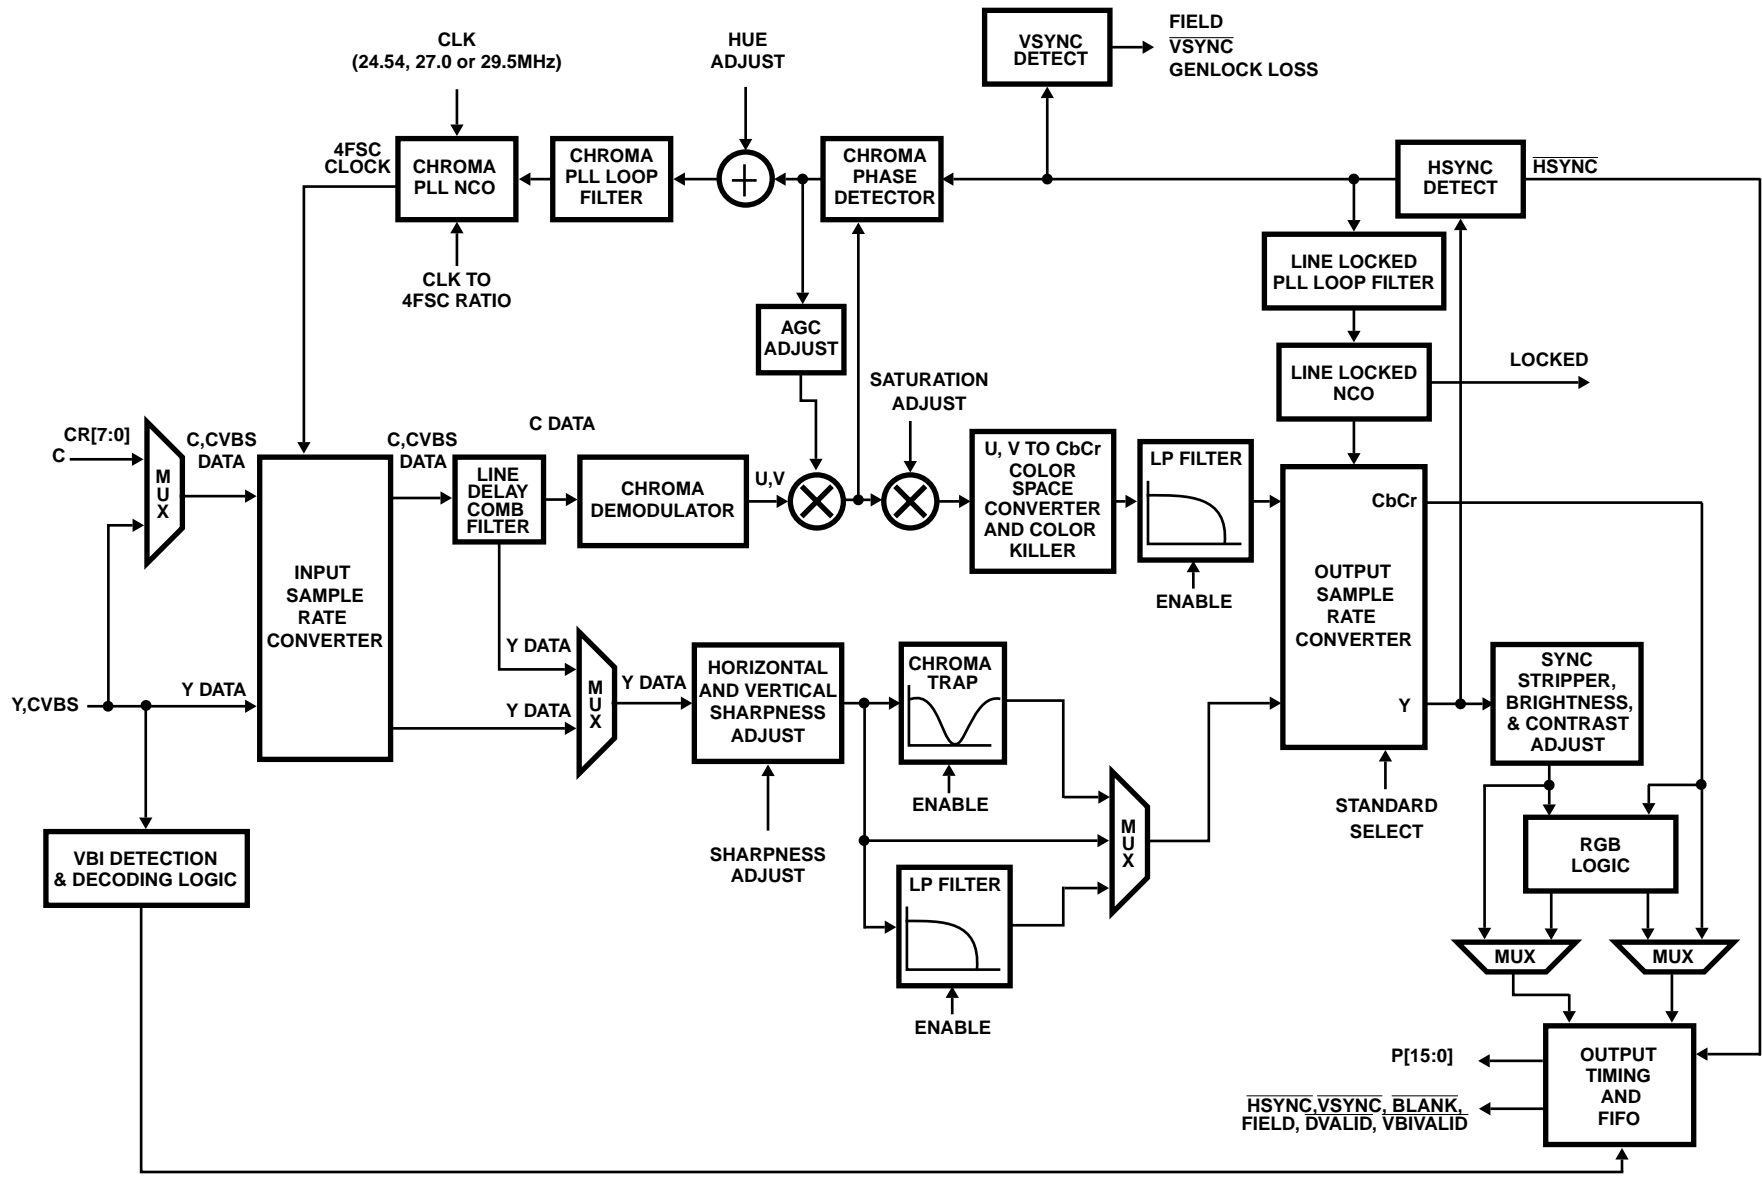 FIELD
VSYNC
GENLOCK LOSS
VSYNC
DETECT
CLK
(24.54, 27.0 or 29.5MHz)
HUE
ADJUST
4FSC
CLOCK
CHROMA
PLL NCO
CHROMA
PLL LOOP
FILTER
CHROMA
PHASE
DETECTOR
HSYNC
DETECT
HSYNC
CLK TO
4FSC RATIO
LINE LOCKED
PLL LOOP FILTER
AGC
ADJUST
LINE LOCKED
NCO
LOCKED
SATURATION
ADJUST
CR[7:0]
C
MUX
C,CVBS
DATA
C,CVBS
DATA
C DATA
LINE
DELAY
COMB
FILTER
CHROMA
DEMODULATOR
U,V
U, V TO CbCr
COLOR
SPACE
CONVERTER
AND COLOR
KILLER
LP FILTER
ENABLE
CbCr
OUTPUT
SAMPLE
RATE
CONVERTER
Y
INPUT
SAMPLE
RATE
CONVERTER
Y,CVBS
Y DATA
Y DATA
Y DATA
MUX
Y DATA
HORIZONTAL
AND VERTICAL
SHARPNESS
ADJUST
CHROMA
TRAP
ENABLE
SYNC
STRIPPER,
BRIGHTNESS,
& CONTRAST
ADJUST
STANDARD
SELECT
SHARPNESS
ADJUST
MUX
VBI DETECTION
& DECODING LOGIC
LP FILTER
ENABLE
RGB
LOGIC
MUX
MUX
OUTPUT
TIMING
AND
FIFO
P[15:0]
HSYNC,VSYNC, BLANK,
FIELD, DVALID, VBIVALID